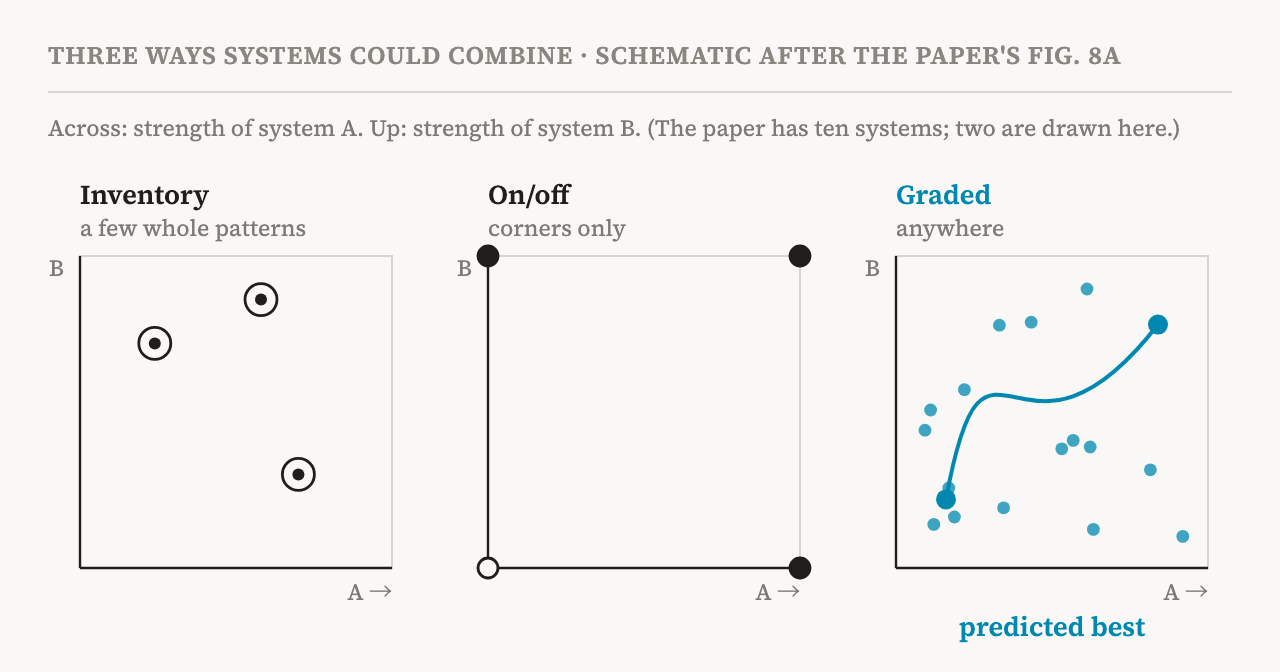 THREE WAYS SYSTEMS COULD COMBINE · SCHEMATIC AFTER THE PAPER'S FIG. 8A
Across: strength of system A. Up: strength of system B. (The paper has ten systems; two are drawn here.)
Inventory
a few whole patterns
B
A →
On/off
corners only
B
A →
Graded
anywhere
B
A →
predicted best